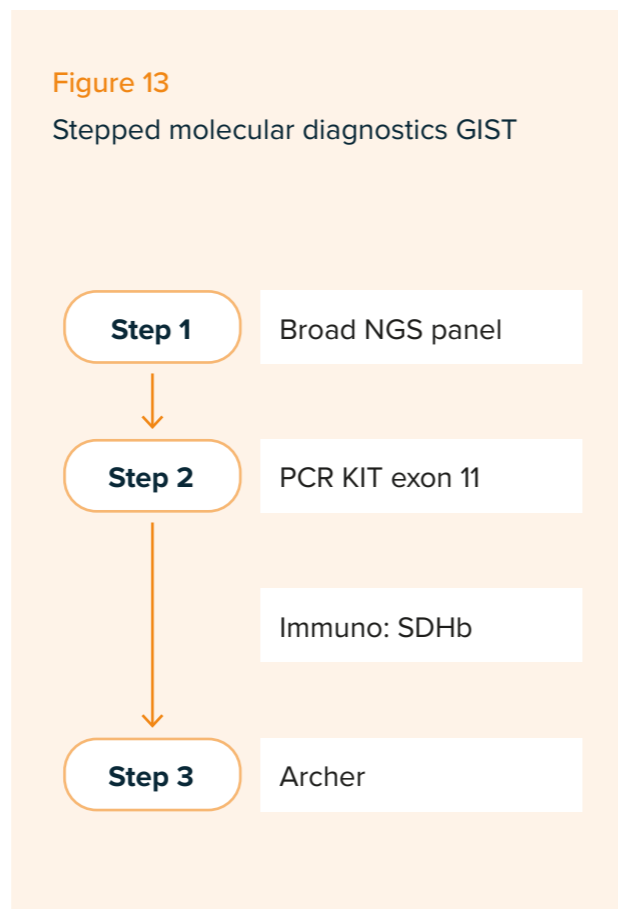 Figure 13
Stepped molecular diagnostics GIST
Step 1
Broad NGS panel
Step 2
PCR KIT exon 11
Immuno: SDHb
Step 3
Archer